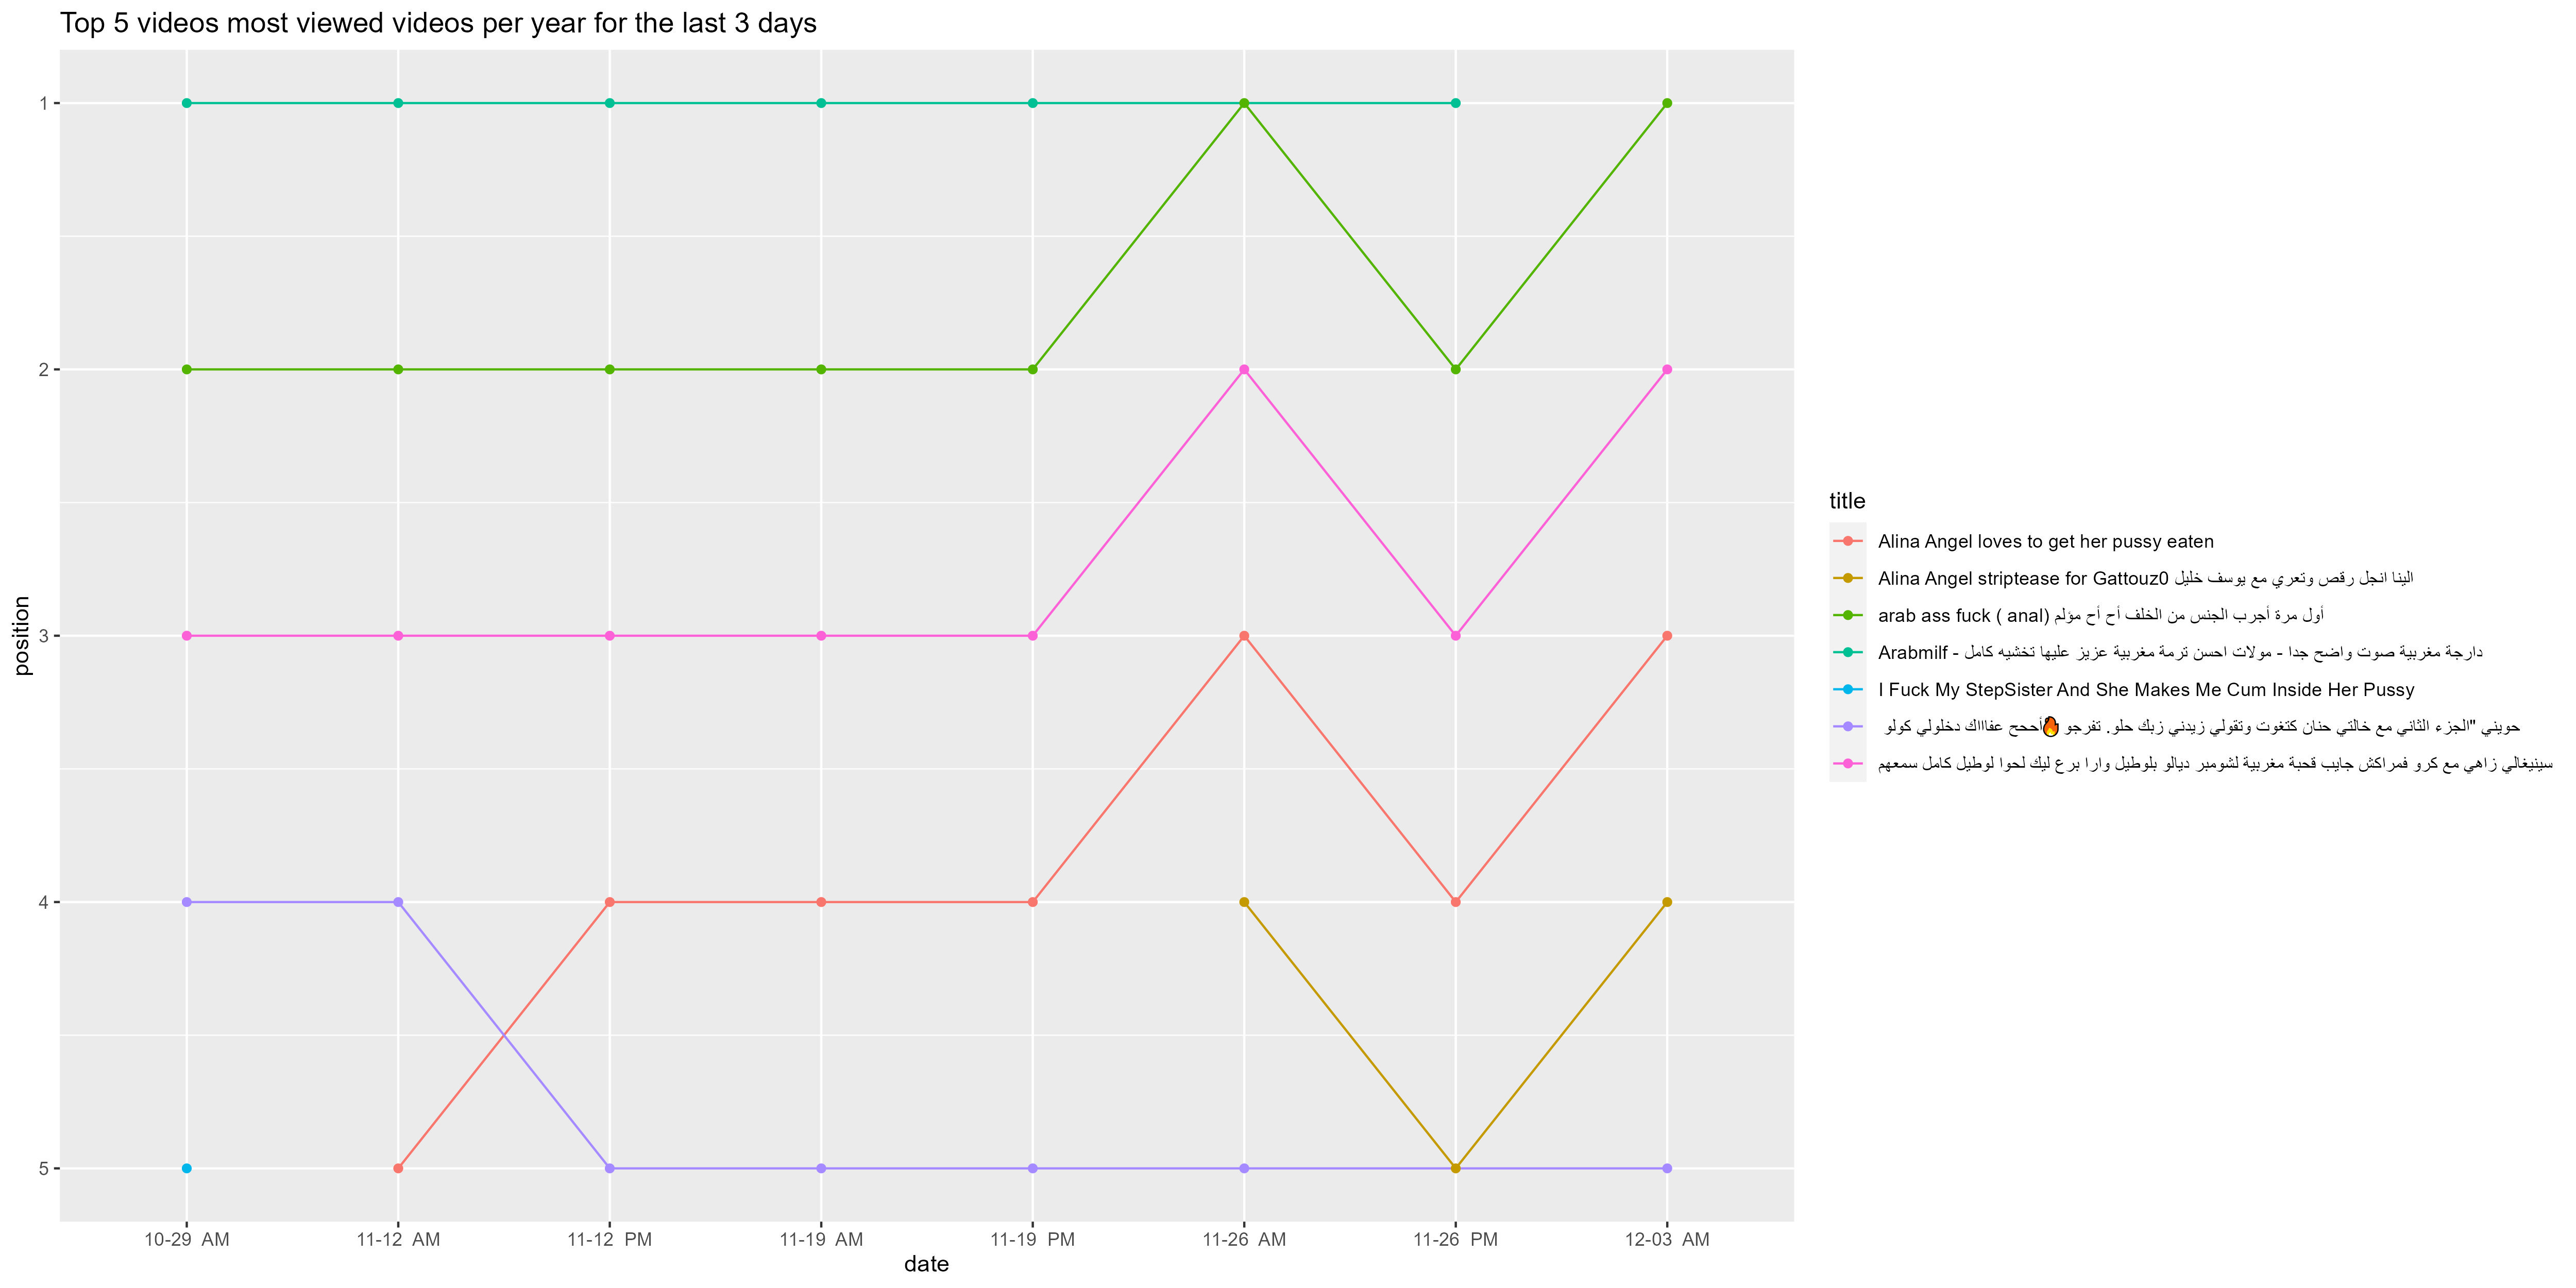 Top 5 videos most viewed videos per year for the last 3 days
position
1
2
3
4
5
10-29 AM
11-12 AM
11-12 PM
11-19 AM
11-19 PM
11-26 AM
11-26 PM
12-03 AM
date
title
Alina Angel loves to get her pussy eaten
Alina Angel striptease for Gattouz0 الينا انجل رقص وتعري مع يوسف خليل
arab ass fuck ( anal) أول مرة أجرب الجنس من الخلف أح أح مؤلم
Arabmilf - دارجة مغربية صوت واضح جدا - مولات احسن ترمة مغربية عزيز عليها تخشيه كامل
I Fuck My StepSister And She Makes Me Cum Inside Her Pussy
حويني "الجزء الثاني مع خالتي حنان كتغوت وتقولي زيدني زبك حلو. تفرجو 🔥أححح عفااك دخلولي كولو
سينيغالي زاهي مع كرو فمراكش جايب قحبة مغربية لشومبر ديالو بلوطيل وارا برع ليك لحوا لوطيل كامل سمعهم